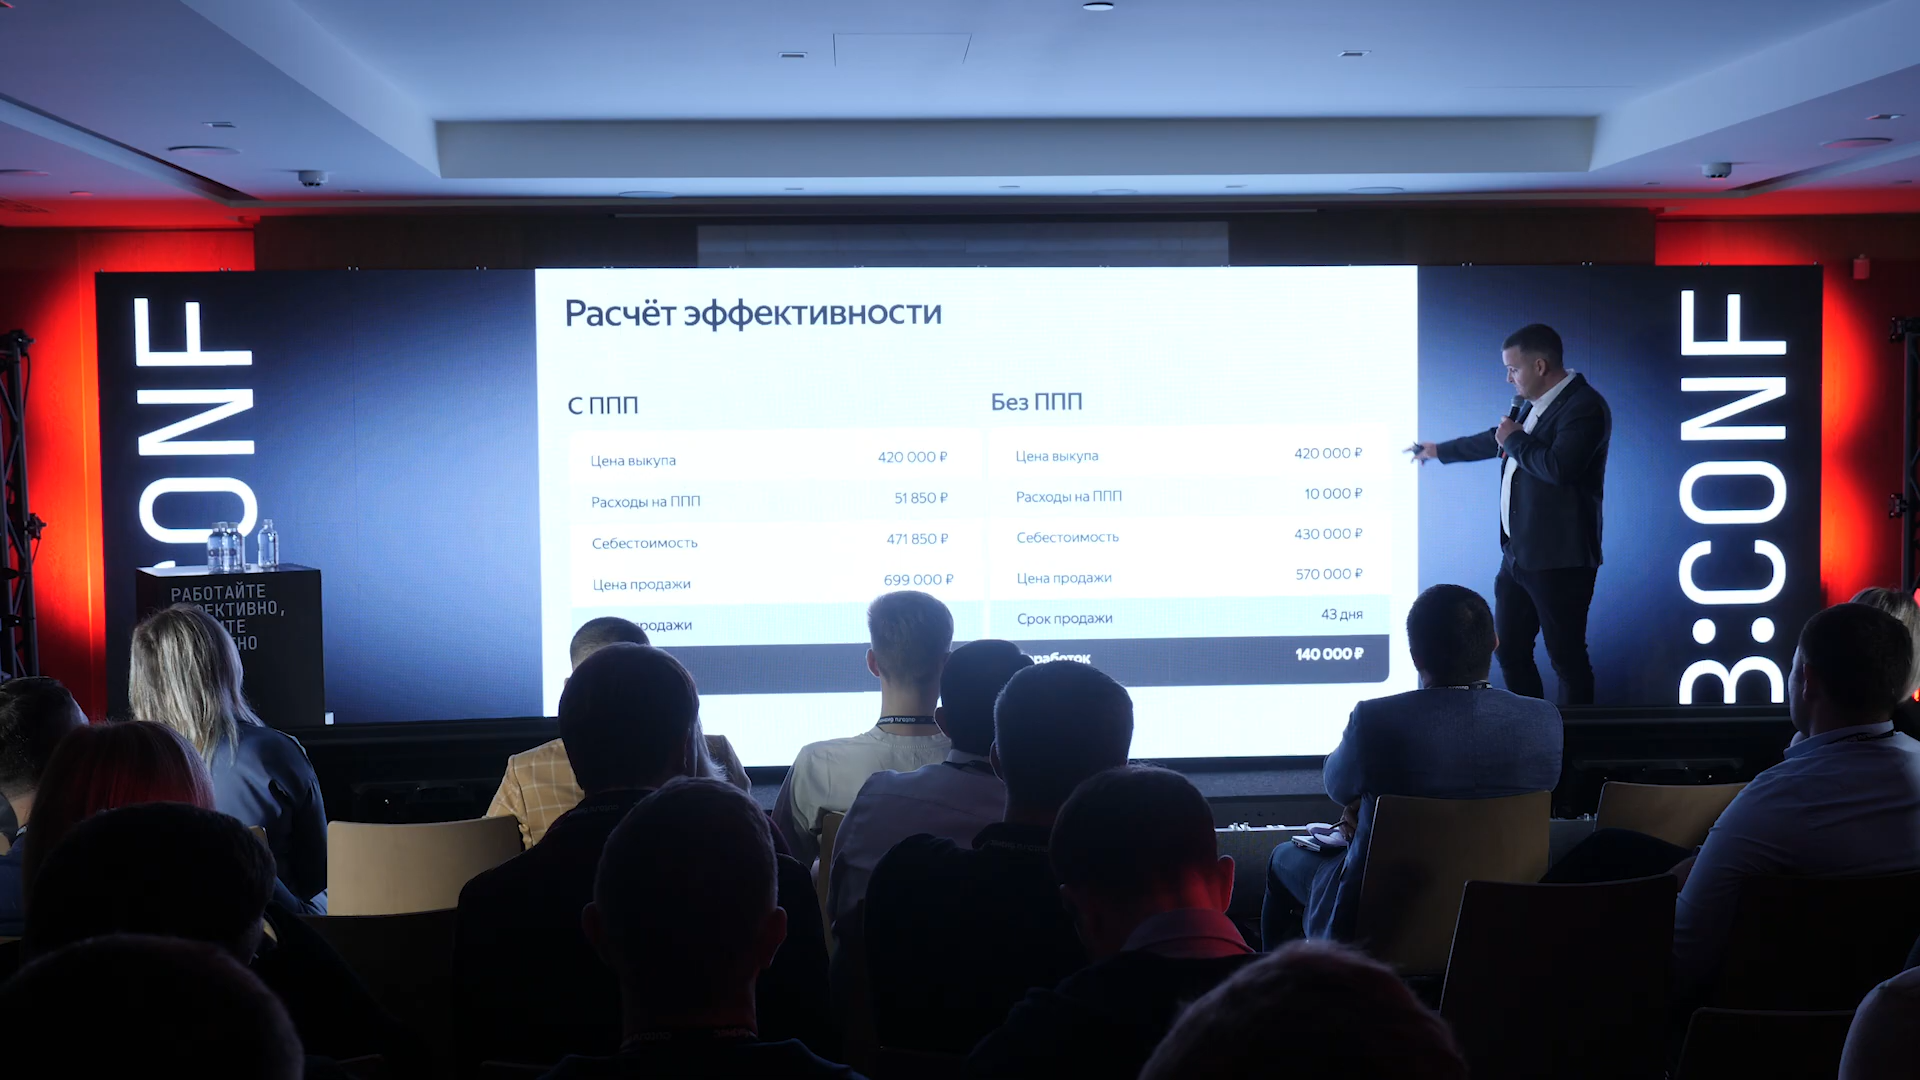 CONF
B:CONF
Расчёт эффективности
С ППП
Цена выкупа 420 000 ₽
Расходы на ППП 51 850 ₽
Себестоимость 471 850 ₽
Цена продажи 699 000 ₽
продажи
Без ППП
Цена выкупа 420 000 ₽
Расходы на ППП 10 000 ₽
Себестоимость 430 000 ₽
Цена продажи 570 000 ₽
Срок продажи 43 дня
140 000 ₽
РАБОТАЙТЕ